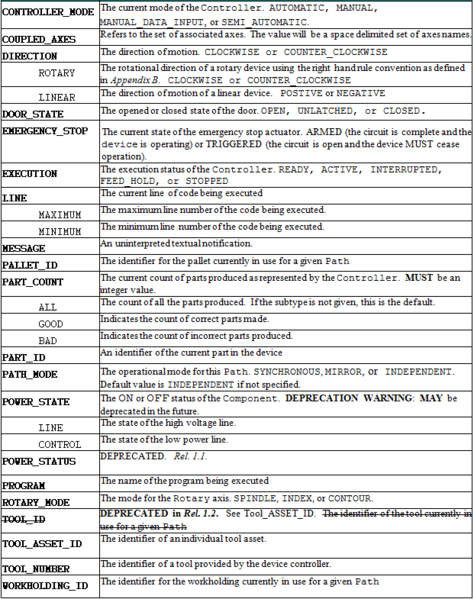 CONTROLLER_MODE
The current mode of the Controller. AUTOMATIC, MANUAL,
MANUAL_DATA_INPUT, or SEMI_AUTOMATIC.
COUPLED_AXES
Refers to the set of associated axes. The value will be a space delimited set of axes names.
DIRECTION
The direction of motion. CLOCKWISE or COUNTER_CLOCKWISE
ROTARY
The rotational direction of a rotary device using the right hand rule convention as defined
in Appendix B. CLOCKWISE or COUNTER_CLOCKWISE
LINEAR
The direction of motion of a linear device. POSTIVE or NEGATIVE
DOOR_STATE
The opened or closed state of the door. OPEN, UNLATCHED, or CLOSED.
EMERGENCY_STOP
The current state of the emergency stop actuator. ARMED (the circuit is complete and the
device is operating) or TRIGGERED (the circuit is open and the device MUST cease
operation).
EXECUTION
The execution status of the Controller. READY, ACTIVE, INTERRUPTED,
FEED_HOLD, or STOPPED
LINE
The current line of code being executed
MAXIMUM
The maximum line number of the code being executed.
MINIMUM
The minimum line number of the code being executed.
MESSAGE
An uninterpreted textual notification.
PALLET_ID
The identifier for the pallet currently in use for a given Path
PART_COUNT
The current count of parts produced as represented by the Controller. MUST be an
integer value.
ALL
The count of all the parts produced. If the subtype is not given, this is the default.
GOOD
Indicates the count of correct parts made.
BAD
Indicates the count of incorrect parts produced.
PART_ID
An identifier of the current part in the device
PATH_MODE
The operational mode for this Path. SYNCHRONOUS, MIRROR, or INDEPENDENT.
Default value is INDEPENDENT if not specified.
POWER_STATE
The ON or OFF status of the Component. DEPRECATION WARNING: MAY be
deprecated in the future.
LINE
The state of the high voltage line.
CONTROL
The state of the low power line.
POWER_STATUS
DEPRECATED. Rel. 1.1.
PROGRAM
The name of the program being executed
ROTARY_MODE
The mode for the Rotary axis. SPINDLE, INDEX, or CONTOUR.
TOOL_ID
DEPRECATED in Rel. 1.2. See Tool_ASSET_ID. The identifier of the tool currently in
use for a given Path
TOOL_ASSET_ID
The identifier of an individual tool asset.
TOOL_NUMBER
The identifier of a tool provided by the device controller.
WORKHOLDING_ID
The identifier for the workholding currently in use for a given Path